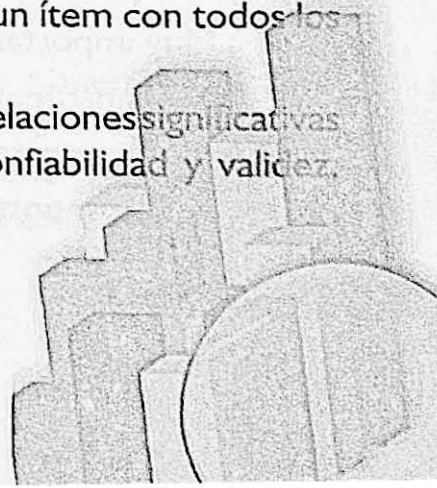 un ítem con todos los
elaciones significativas
onfiabilidad y validez.